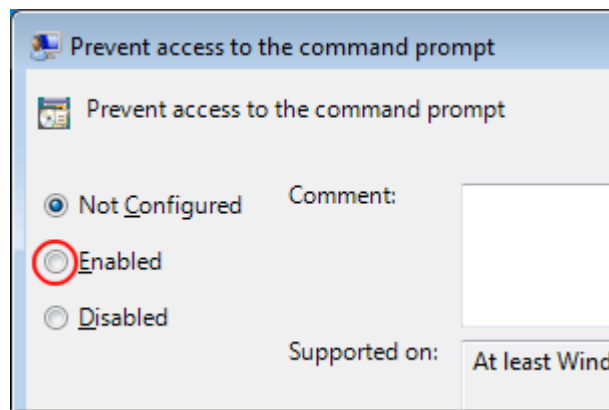 Prevent access to the command prompt
Prevent access to the command prompt
Not Configured
Comment:
Enabled
Disabled
Supported on:
At least Wind